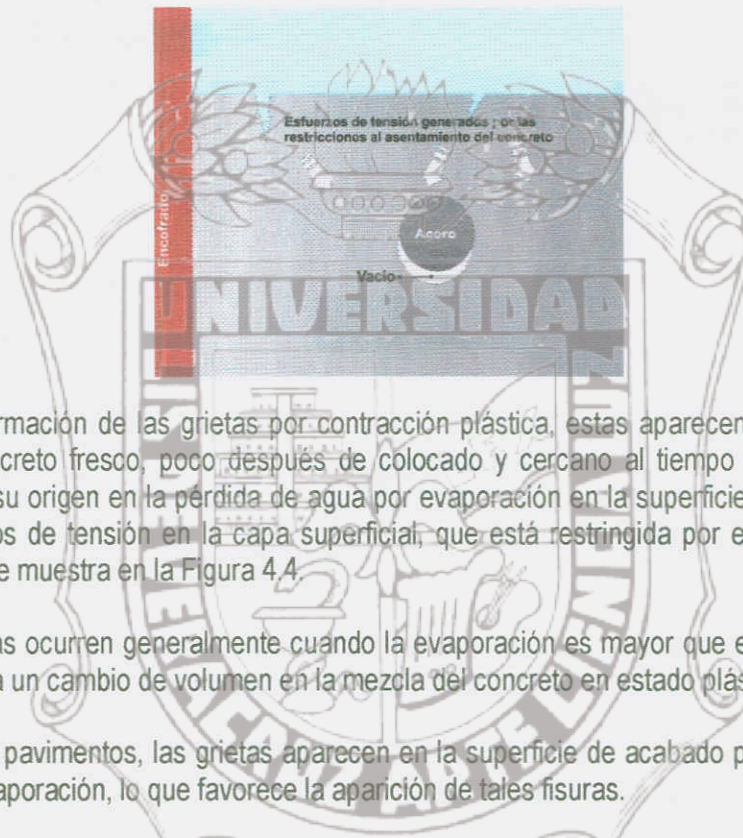 Esfuerzos de tensión generados por las
restricciones al asentamiento del concreto
Encofrado
Acero
Vacio
UNIVERSIDAD
VERACRUZANA
ARTE CIENCIA LUZ
rmación de las grietas por contracción plástica, estas aparecen
creto fresco, poco después de colocado y cercano al tiempo
su origen en la pérdida de agua por evaporación en la superficie
os de tensión en la capa superficial, que está restringida por e
e muestra en la Figura 4.4.
as ocurren generalmente cuando la evaporación es mayor que e
a un cambio de volumen en la mezcla del concreto en estado plás
pavimentos, las grietas aparecen en la superficie de acabado p
aporación, lo que favorece la aparición de tales fisuras.